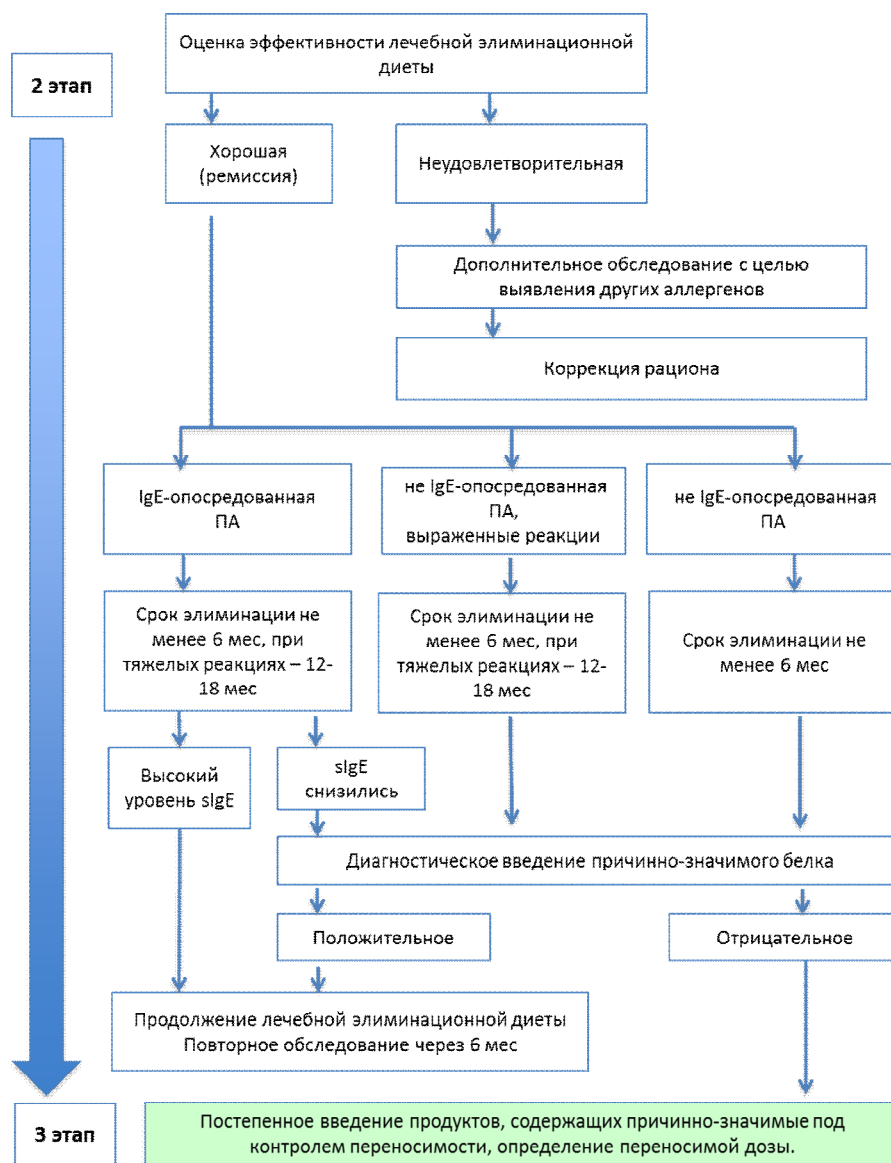 Оценка эффективности лечебной элиминационной
диеты
2 этап
Хорошая
(ремиссия)
Неудовлетворительная
Дополнительное обследование с целью
выявления других аллергенов
Коррекция рациона
IgE-опосредованная
ПА
не IgE-опосредованная
ПА,
выраженные реакции
не IgE-опосредованная
ПА
Срок элиминации не
менее 6 мес, при
тяжелых реакциях – 12-
18 мес
Срок элиминации не
менее 6 мес, при
тяжелых реакциях – 12-
18 мес
Срок элиминации не
менее 6 мес
Высокий
уровень sIgE
sIgE
снизились
Диагностическое введение причинно-значимого белка
Положительное
Отрицательное
Продолжение лечебной элиминационной диеты
Повторное обследование через 6 мес
3 этап
Постепенное введение продуктов, содержащих причинно-значимые под
контролем переносимости, определение переносимой дозы.